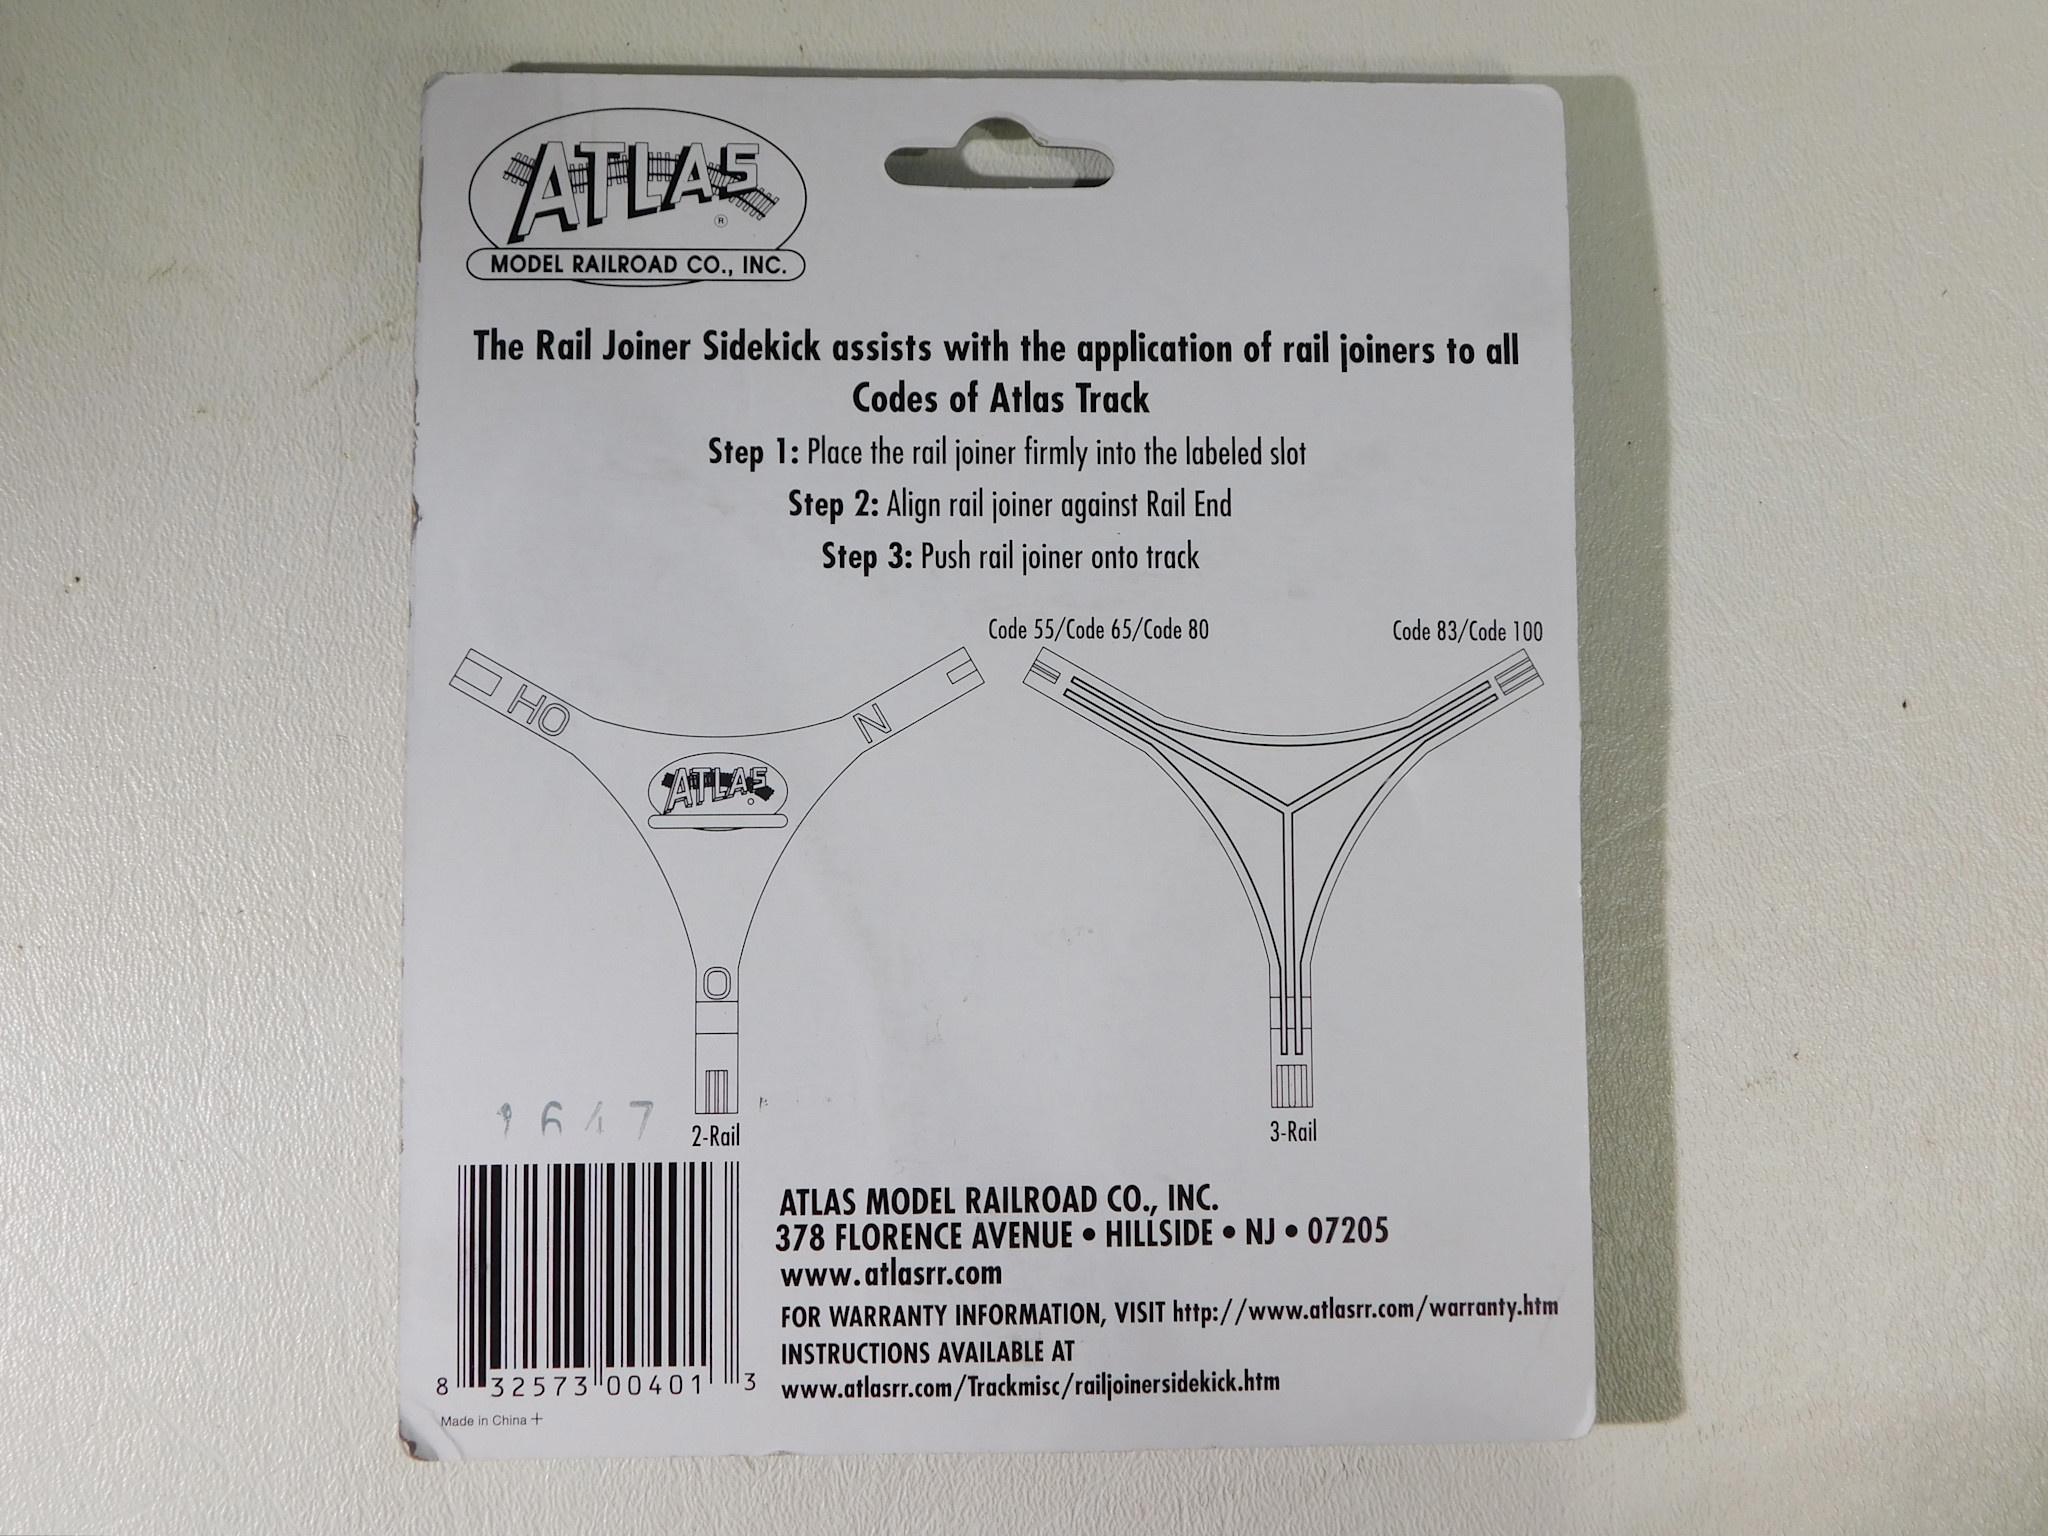 ATLAS
®
MODEL RAILROAD CO., INC.
The Rail Joiner Sidekick assists with the application of rail joiners to all
Codes of Atlas Track
Step 1: Place the rail joiner firmly into the labeled slot
Step 2: Align rail joiner against Rail End
Step 3: Push rail joiner onto track
Code 55/Code 65/Code 80
Code 83/Code 100
HO
N
ATLAS
O
2-Rail
3-Rail
ATLAS MODEL RAILROAD CO., INC.
378 FLORENCE AVENUE • HILLSIDE • NJ • 07205
www.atlasrr.com
FOR WARRANTY INFORMATION, VISIT http://www.atlasrr.com/warranty.htm
INSTRUCTIONS AVAILABLE AT
www.atlasrr.com/Trackmisc/railjoinersidekick.htm
8 32573 00401 3
Made in China +